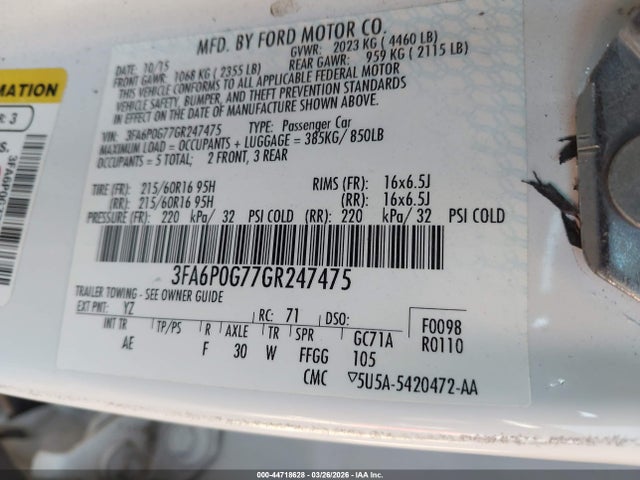 MFD. BY FORD MOTOR CO.
DATE: 10/15 GVWR: 2023 KG ( 4460 LB)
FRONT GAWR: 1068 KG ( 2355 LB) REAR GAWR: 959 KG ( 2115 LB)
THIS VEHICLE CONFORMS TO ALL APPLICABLE FEDERAL MOTOR
VEHICLE SAFETY, BUMPER, AND THEFT PREVENTION STANDARDS
IN EFFECT ON THE DATE OF MANUFACTURE SHOWN ABOVE.
VIN: 3FA6P0G77GR247475 TYPE: Passenger Car
MAXIMUM LOAD = OCCUPANTS + LUGGAGE = 385KG/ 850LB
OCCUPANTS = 5 TOTAL; 2 FRONT, 3 REAR
TIRE (FR): 215/60R16 95H RIMS (FR): 16x6.5J
(RR): 215/60R16 95H (RR): 16x6.5J
PRESSURE (FR): 220 kPa/ 32 PSI COLD (RR): 220 kPa/ 32 PSI COLD
3FA6P0G77GR247475
TRAILER TOWING - SEE OWNER GUIDE
EXT PNT: YZ RC: 71 DSO: F0098
INT TR TP/PS R AXLE TR SPR GC71A R0110
AE F 30 W FFGG 105
CMC ▽5U5A-5420472-AA
MATION
R: 3
S.
000-44718628 - 03/26/2026 - IAA Inc.